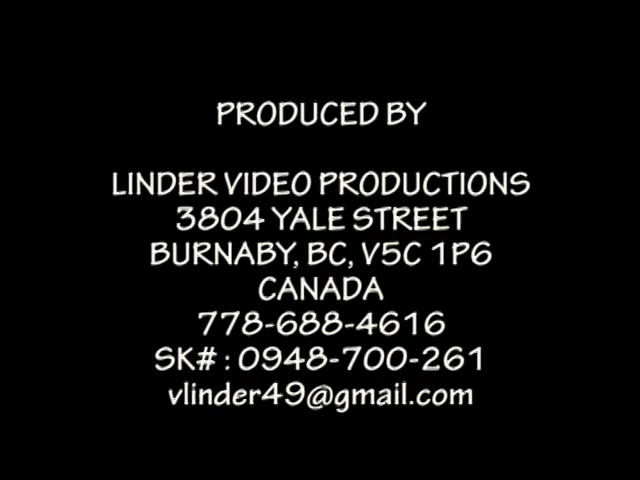 PRODUCED BY
LINDER VIDEO PRODUCTIONS
3804 YALE STREET
BURNABY, BC, V5C 1P6
CANADA
778-688-4616
SK# : 0948-700-261
vlinder49@gmail.com